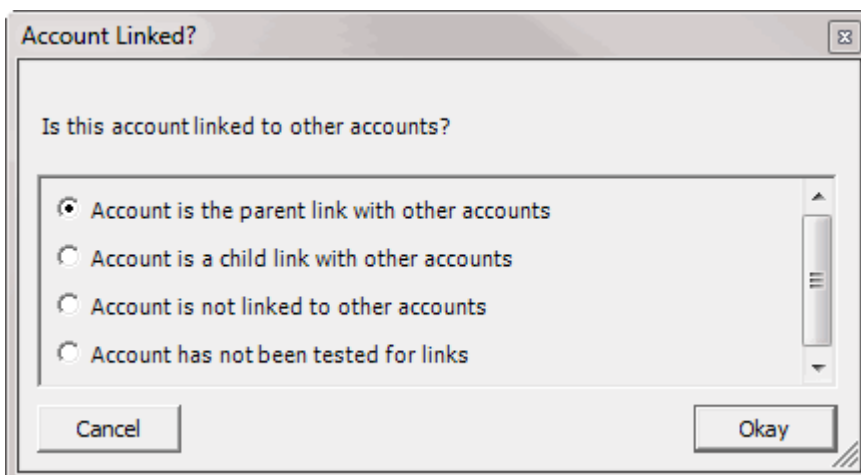 Account Linked?
Is this account linked to other accounts?
Account is the parent link with other accounts
Account is a child link with other accounts
Account is not linked to other accounts
Account has not been tested for links
Cancel
Okay